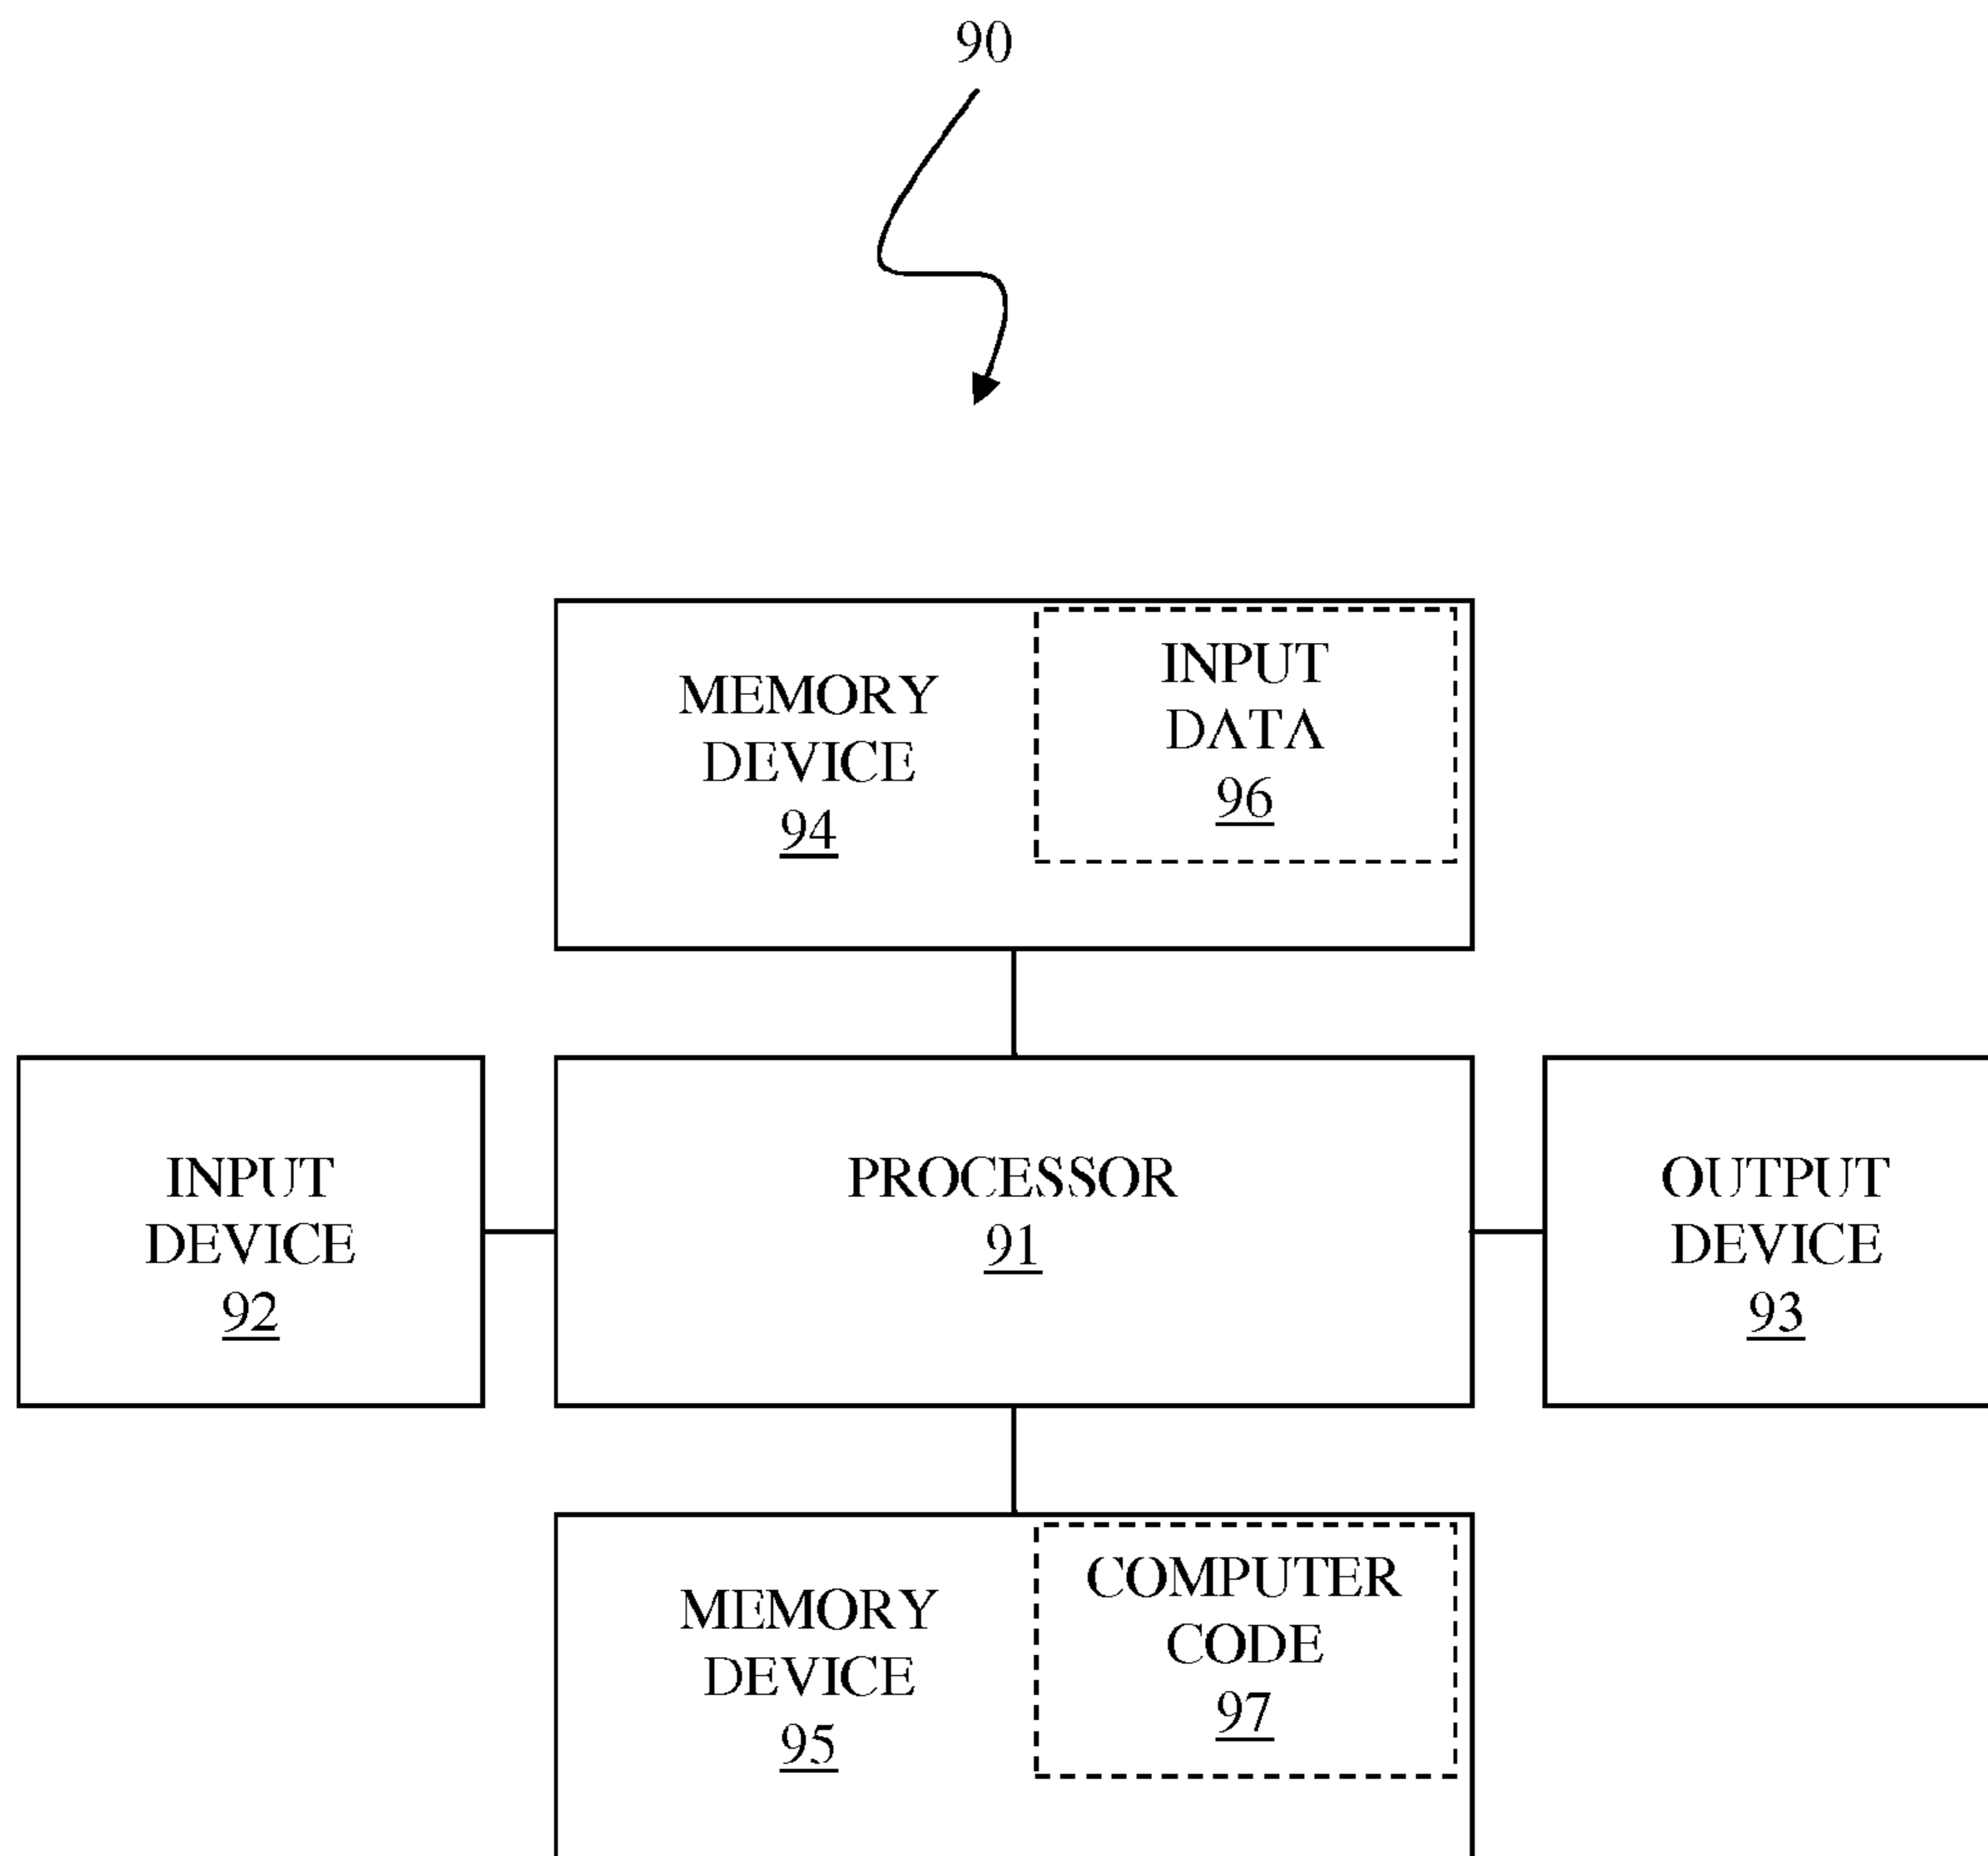 90
MEMORY
DEVICE
94
INPUT
DATA
96
INPUT
DEVICE
92
PROCESSOR
91
OUTPUT
DEVICE
93
MEMORY
DEVICE
95
COMPUTER
CODE
97